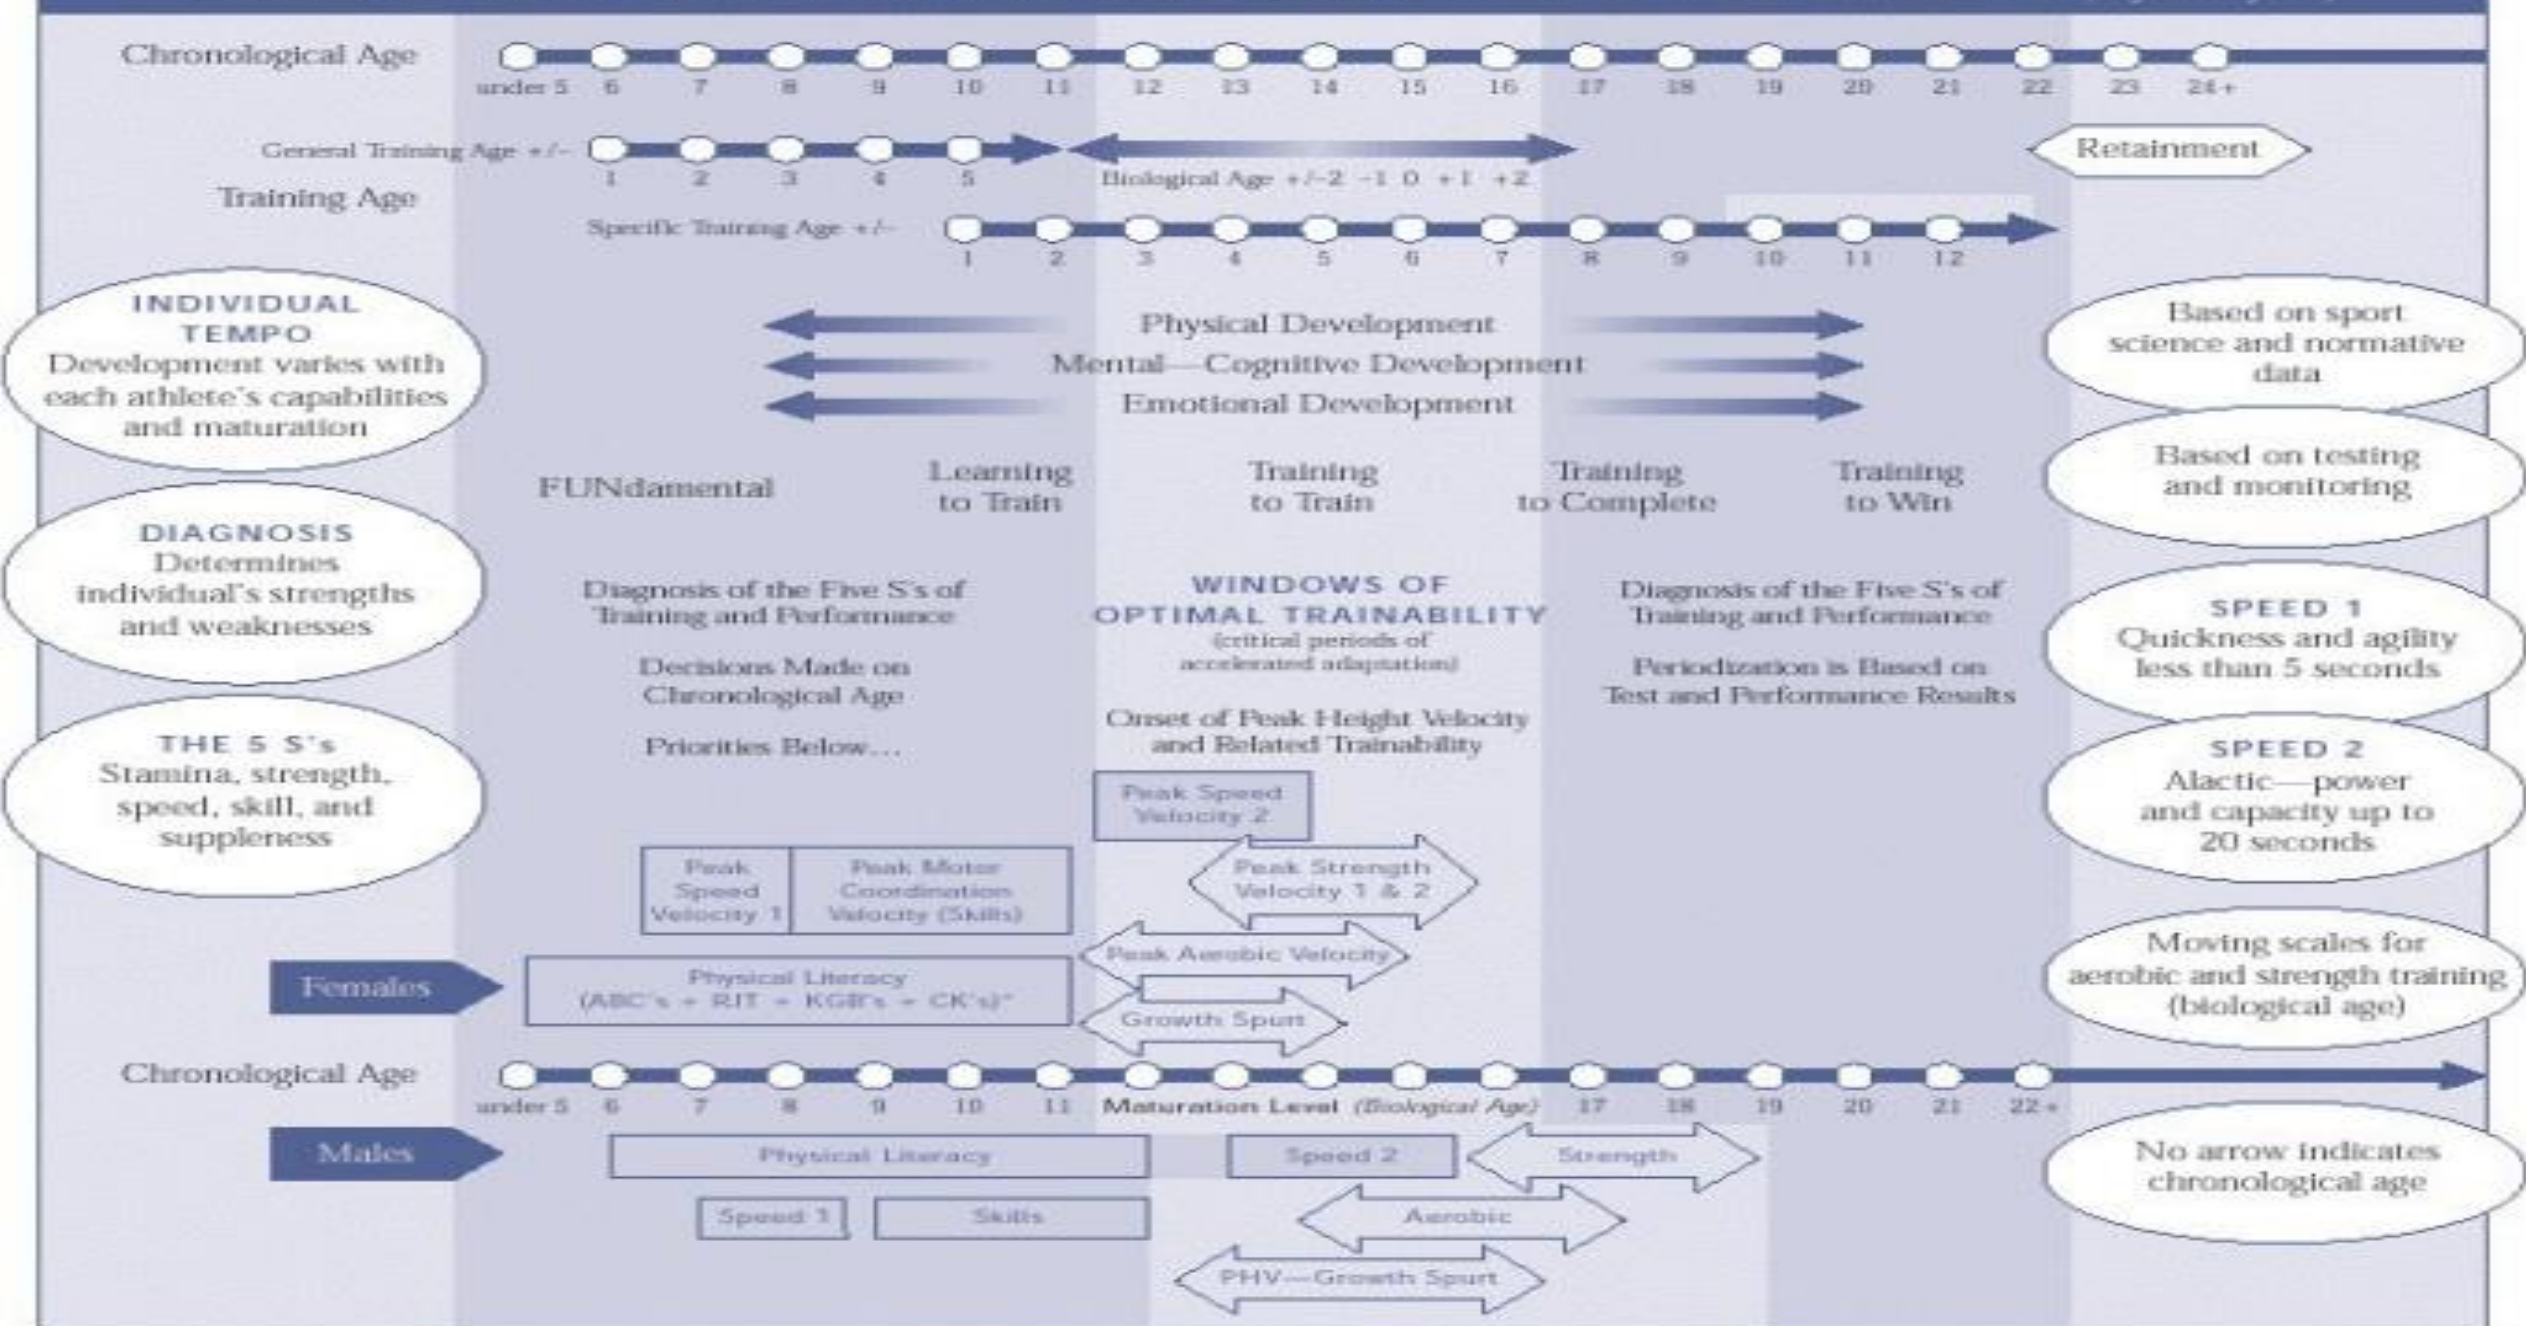 Chronological Age
under 5 6 7 8 9 10 11 12 13 14 15 16 17 18 19 20 21 22 23 24+
General Training Age +/-
1 2 3 4 5
Biological Age +/-2 -1 0 +1 +2
Retainment
Training Age
Specific Training Age +/-
1 2 3 4 5 6 7 8 9 10 11 12
INDIVIDUAL
TEMPO
Development varies with
each athlete's capabilities
and maturation
Physical Development
Mental—Cognitive Development
Emotional Development
Based on sport
science and normative
data
Based on testing
and monitoring
FUNdamental
Learning
to Train
Training
to Train
Training
to Complete
Training
to Win
DIAGNOSIS
Determines
individual's strengths
and weaknesses
Diagnosis of the Five S's of
Training and Performance
Decisions Made on
Chronological Age
Priorities Below...
WINDOWS OF
OPTIMAL TRAINABILITY
(critical periods of
accelerated adaptation)
Onset of Peak Height Velocity
and Related Trainability
Diagnosis of the Five S's of
Training and Performance
Periodization is Based on
Test and Performance Results
SPEED 1
Quickness and agility
less than 5 seconds
SPEED 2
Alactic—power
and capacity up to
20 seconds
THE 5 S's
Stamina, strength,
speed, skill, and
suppleness
Peak Speed
Velocity 2
Peak
Speed
Velocity 1
Peak Motor
Coordination
Velocity (Skills)
Peak Strength
Velocity 1 & 2
Peak Aerobic Velocity
Females
Physical Literacy
(ABC's + RJT + KGB's + CK's)*
Growth Spurt
Moving scales for
aerobic and strength training
(biological age)
Chronological Age
under 5 6 7 8 9 10 11 Maturation Level (Biological Age) 17 18 19 20 21 22+
Males
Physical Literacy
Speed 2
Strength
Speed 1
Skills
Aerobic
PHV—Growth Spurt
No arrow indicates
chronological age